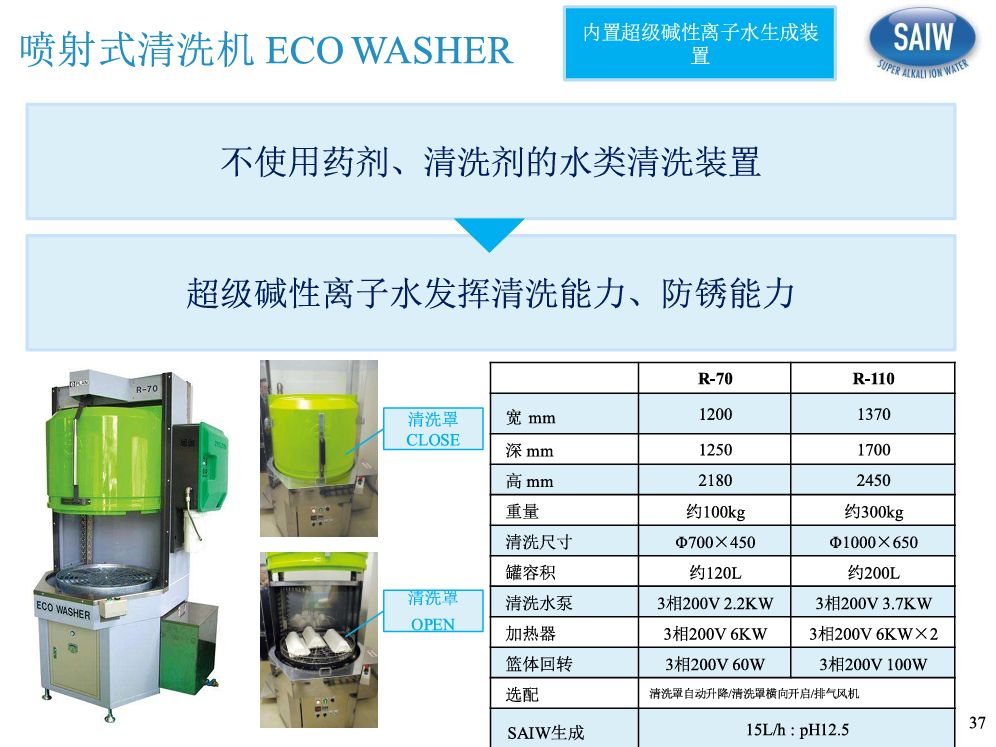 喷射式清洗机 ECO WASHER
内置超级碱性离子水生成装
置
SAIW
SUPER ALKALI ION WATER
不使用药剂、清洗剂的水类清洗装置
超级碱性离子水发挥清洗能力、防锈能力
R-70
ECO WASHER
清洗罩
CLOSE
清洗罩
OPEN
R-70 R-110
宽 mm 1200 1370
深 mm 1250 1700
高 mm 2180 2450
重量 约100kg 约300kg
清洗尺寸 Φ700×450 Φ1000×650
罐容积 约120L 约200L
清洗水泵 3相200V 2.2KW 3相200V 3.7KW
加热器 3相200V 6KW 3相200V 6KW×2
篮体回转 3相200V 60W 3相200V 100W
选配 清洗罩自动升降/清洗罩横向开启/排气风机
SAIW生成 15L/h : pH12.5
37